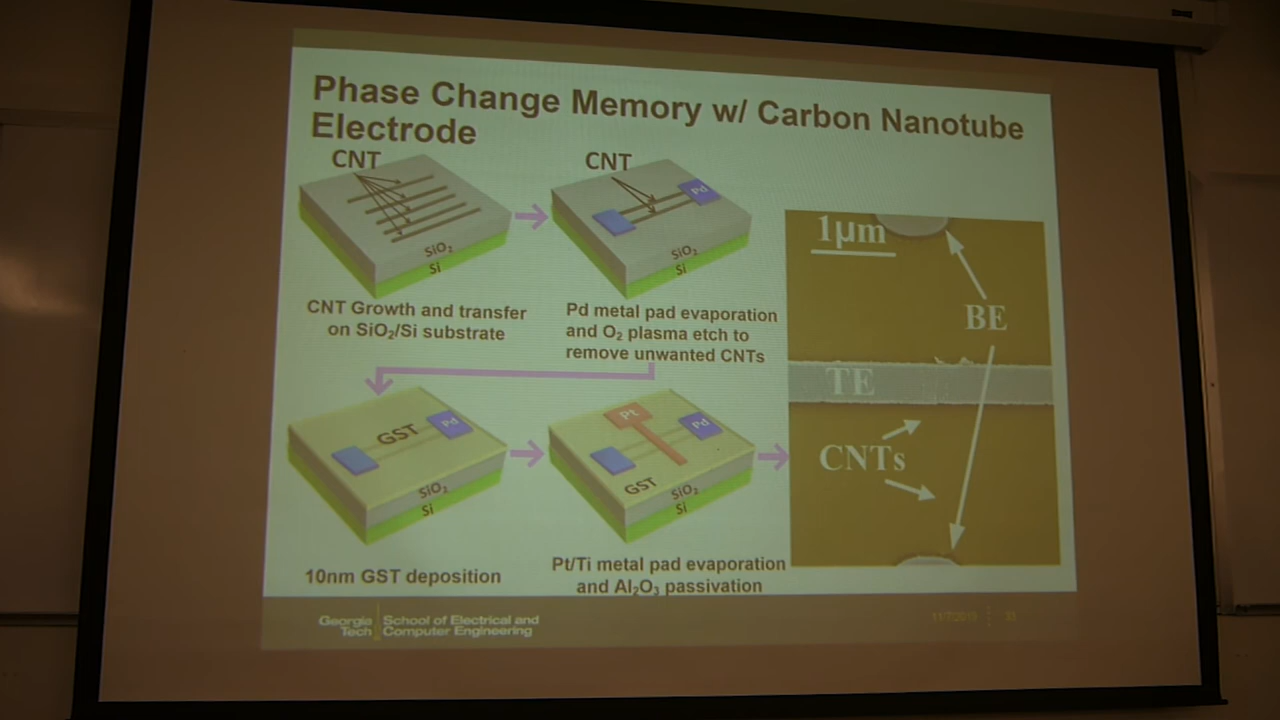 Phase Change Memory w/ Carbon Nanotube
Electrode
CNT
SiO₂
Si
CNT Growth and transfer
on SiO₂/Si substrate
CNT
Pd
SiO₂
Si
Pd metal pad evaporation
and O₂ plasma etch to
remove unwanted CNTs
GST
Pd
SiO₂
Si
10nm GST deposition
Pt
Pd
GST
SiO₂
Si
Pt/Ti metal pad evaporation
and Al₂O₃ passivation
1µm
BE
TE
CNTs
Georgia
Tech
School of Electrical and
Computer Engineering